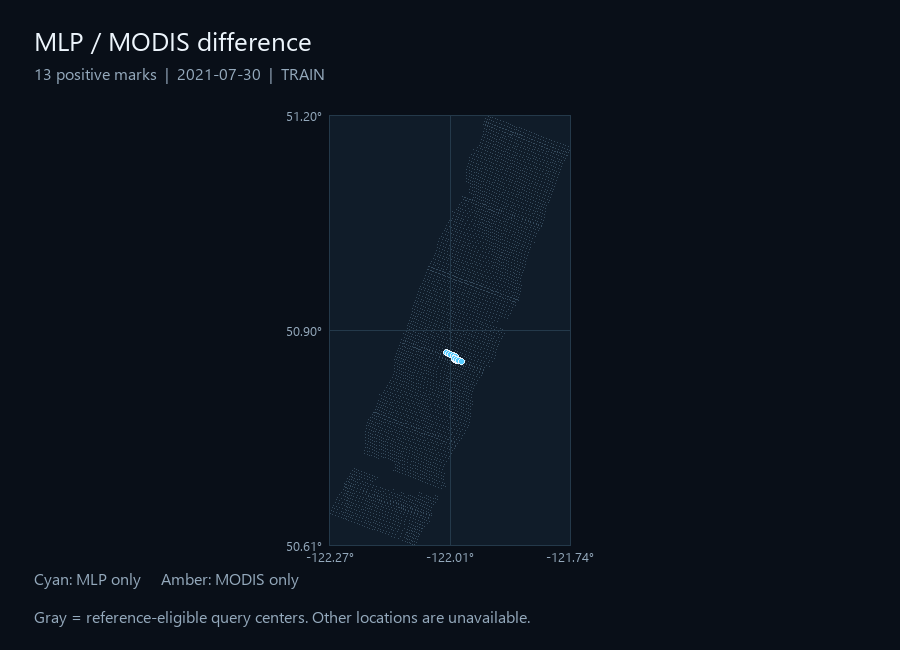 MLP / MODIS difference
13 positive marks | 2021-07-30 | TRAIN
51.20°
50.90°
50.61°
-122.27° -122.01° -121.74°
Cyan: MLP only Amber: MODIS only
Gray = reference-eligible query centers. Other locations are unavailable.